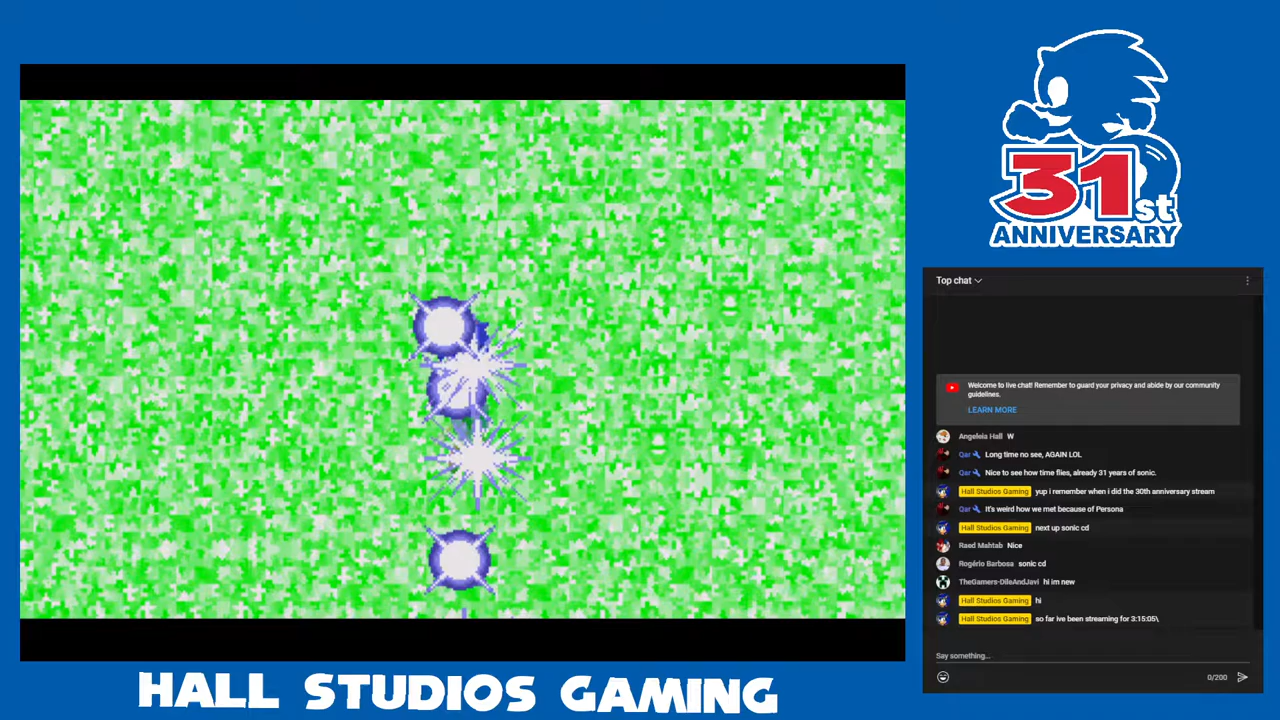 31st
ANNIVERSARY
Top chat
Welcome to live chat! Remember to guard your privacy and abide by our community
guidelines.
LEARN MORE
Angeleia Hall W
Qar Long time no see, AGAIN LOL
Qar Nice to see how time flies, already 31 years of sonic.
Hall Studios Gaming yup i remember when i did the 30th anniversary stream
Qar It's weird how we met because of Persona
Hall Studios Gaming next up sonic cd
Raed Mahtab Nice
Rogério Barbosa sonic cd
TheGamers-DileAndJavi hi im new
Hall Studios Gaming hi
Hall Studios Gaming so far ive been streaming for 3:15:05\
Say something...
0/200
HALL STUDIOS GAMING